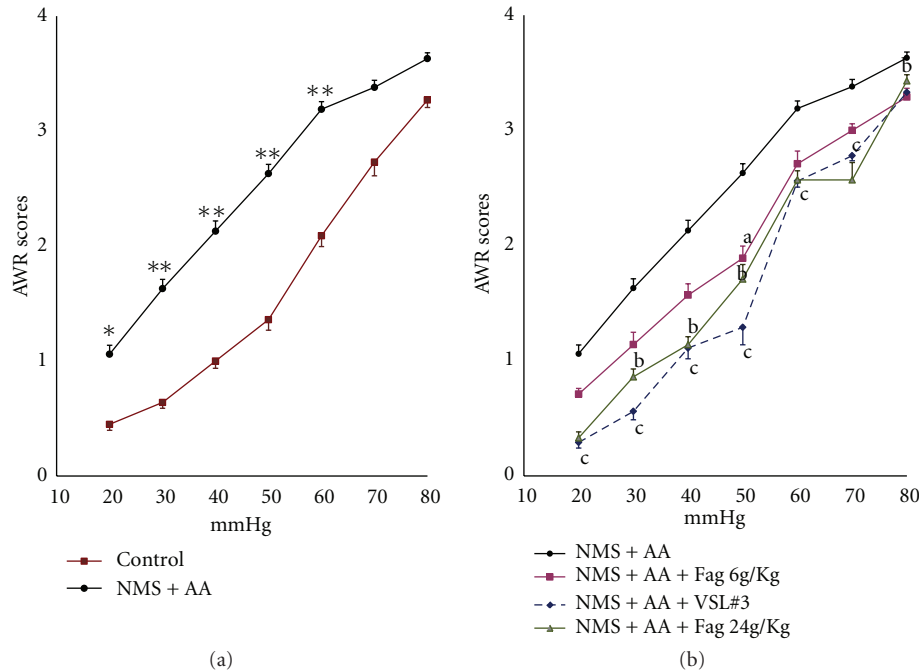 4
3
2
1
0
AWR scores
10 20 30 40 50 60 70 80
mmHg
*
**
**
**
**
Control
NMS + AA
(a)
4
3
2
1
0
AWR scores
10 20 30 40 50 60 70 80
mmHg
b
c
c
a
b
b
b
c
c
c
c
NMS + AA
NMS + AA + Fag 6g/Kg
NMS + AA + VSL#3
NMS + AA + Fag 24g/Kg
(b)